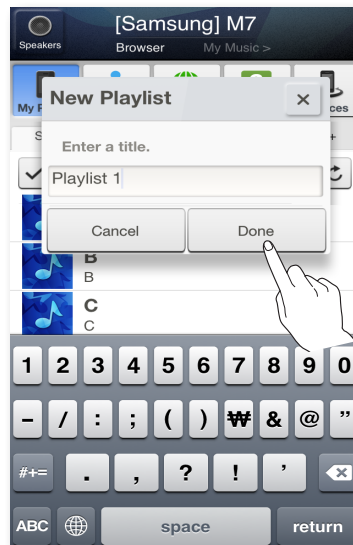 [Samsung] M7
Speakers
Browser My Music >
New Playlist
Enter a title.
Playlist 1
Cancel Done
B
B
C
C
1 2 3 4 5 6 7 8 9 0
- / : ; ( ) ₩ & @ ”
#+= . , ? ! ’
ABC space return